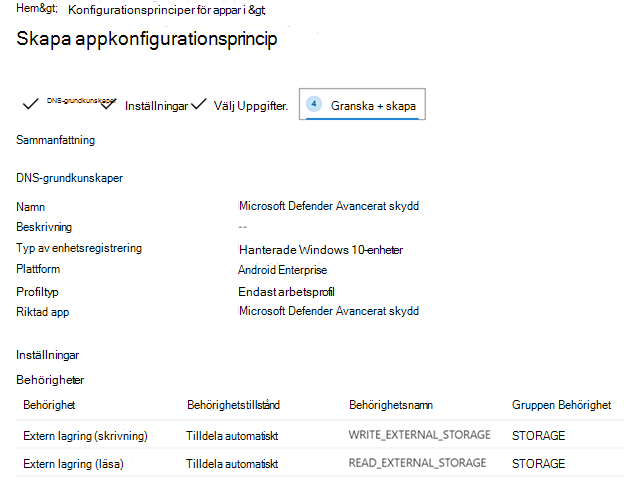 Hem&gt; Konfigurationsprinciper för appar i &gt;
Skapa appkonfigurationsprincip
DNS-grundkunskaper Inställningar Välj Uppgifter. 4 Granska + skapa
Sammanfattning
DNS-grundkunskaper
Namn Microsoft Defender Avancerat skydd
Beskrivning --
Typ av enhetsregistrering Hanterade Windows 10-enheter
Plattform Android Enterprise
Profiltyp Endast arbetsprofil
Riktad app Microsoft Defender Avancerat skydd
Inställningar
Behörigheter
Behörighet Behörighetstillstånd Behörighetsnamn Gruppen Behörighet
Extern lagring (skrivning) Tilldela automatiskt WRITE_EXTERNAL_STORAGE STORAGE
Extern lagring (läsa) Tilldela automatiskt READ_EXTERNAL_STORAGE STORAGE